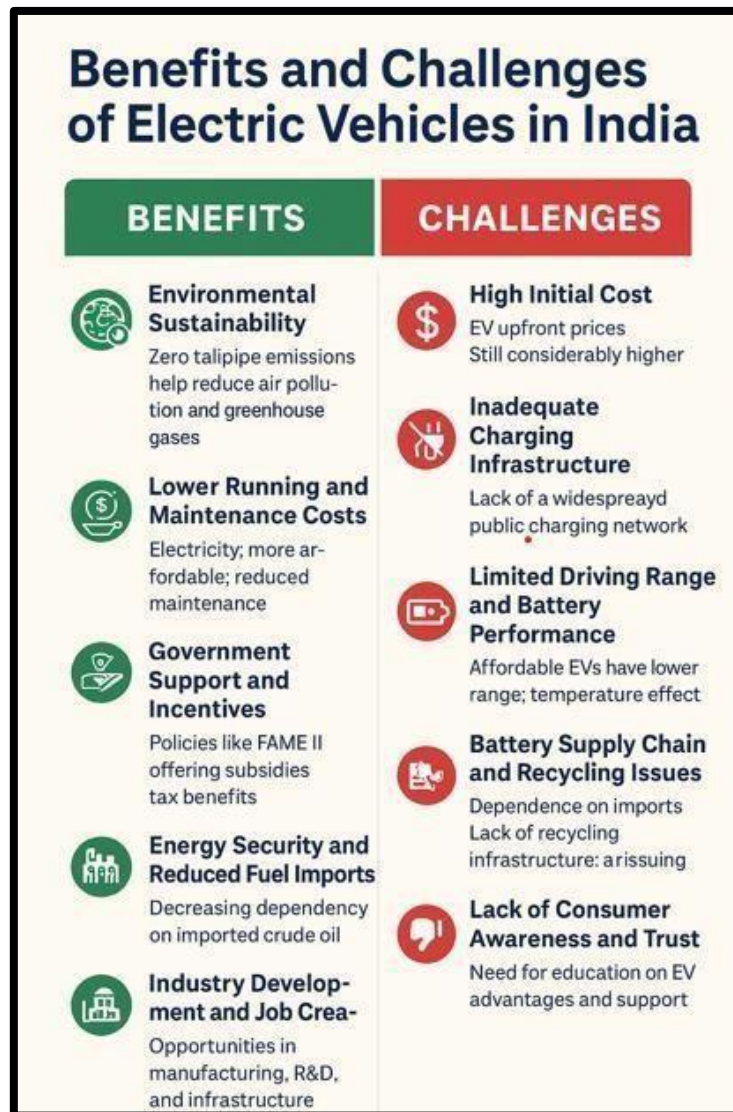 Benefits and Challenges
of Electric Vehicles in India
BENEFITS
Environmental
Sustainability
Zero talipipe emissions
help reduce air pollu-
tion and greenhouse
gases
Lower Running and
Maintenance Costs
Electricity; more ar-
fordable; reduced
maintenance
Government
Support and
Incentives
Policies like FAME II
offering subsidies
tax benefits
Energy Security and
Reduced Fuel Imports
Decreasing dependency
on imported crude oil
Industry Develop-
ment and Job Crea-
Opportunities in
manufacturing, R&D,
and infrastructure
CHALLENGES
$
High Initial Cost
EV upfront prices
Still considerably higher
Inadequate
Charging
Infrastructure
Lack of a widespreayd
public charging network
Limited Driving Range
and Battery
Performance
Affordable EVs have lower
range; temperature effect
Battery Supply Chain
and Recycling Issues
Dependence on imports
Lack of recycling
infrastructure: arissuing
Lack of Consumer
Awareness and Trust
Need for education on EV
advantages and support